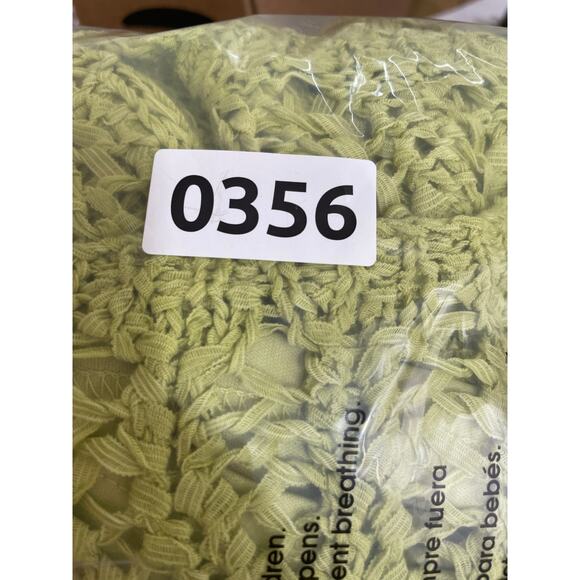 0356
dren.
pens.
ent breathing.
pre fuera
para bebés.